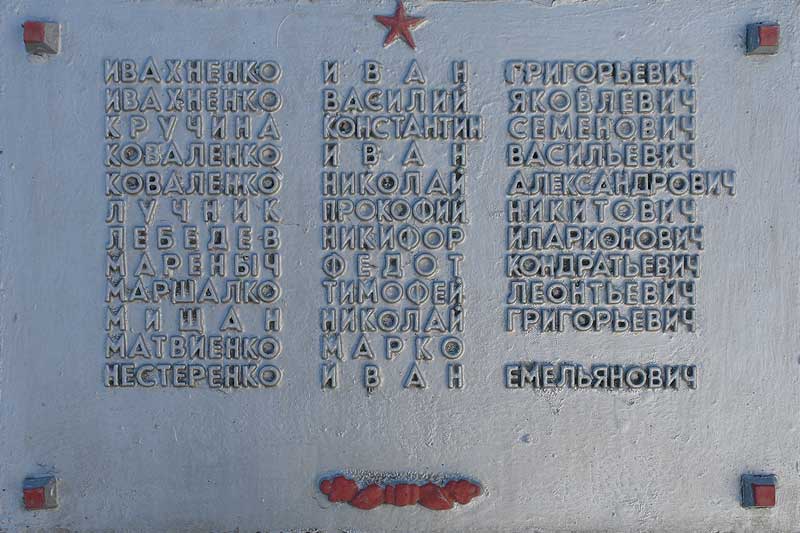 ИВАХНЕНКО ИВАН ГРИГОРЬЕВИЧ
ИВАХНЕНКО ВАСИЛИЙ ЯКОВЛЕВИЧ
КРУЧИНА КОНСТАНТИН СЕМЕНОВИЧ
КОВАЛЕНКО ИВАН ВАСИЛЬЕВИЧ
КОВАЛЕНКО НИКОЛАЙ АЛЕКСАНДРОВИЧ
ЛУЧНИК ПРОКОФИЙ НИКИТОВИЧ
ЛЕБЕДЕВ НИКИФОР ИЛАРИОНОВИЧ
МАРЕНЫЧ ФЕДОТ КОНДРАТЬЕВИЧ
МАРШАЛКО ТИМОФЕЙ ЛЕОНТЬЕВИЧ
МИШАН НИКОЛАЙ ГРИГОРЬЕВИЧ
МАТВИЕНКО МАРКО
НЕСТЕРЕНКО ИВАН ЕМЕЛЬЯНОВИЧ